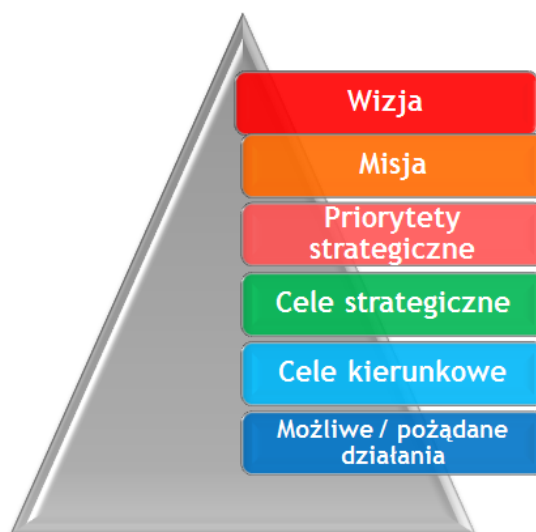 Wizja
Misja
Priorytety
strategiczne
Cele strategiczne
Cele kierunkowe
Możliwe / pożądane
działania